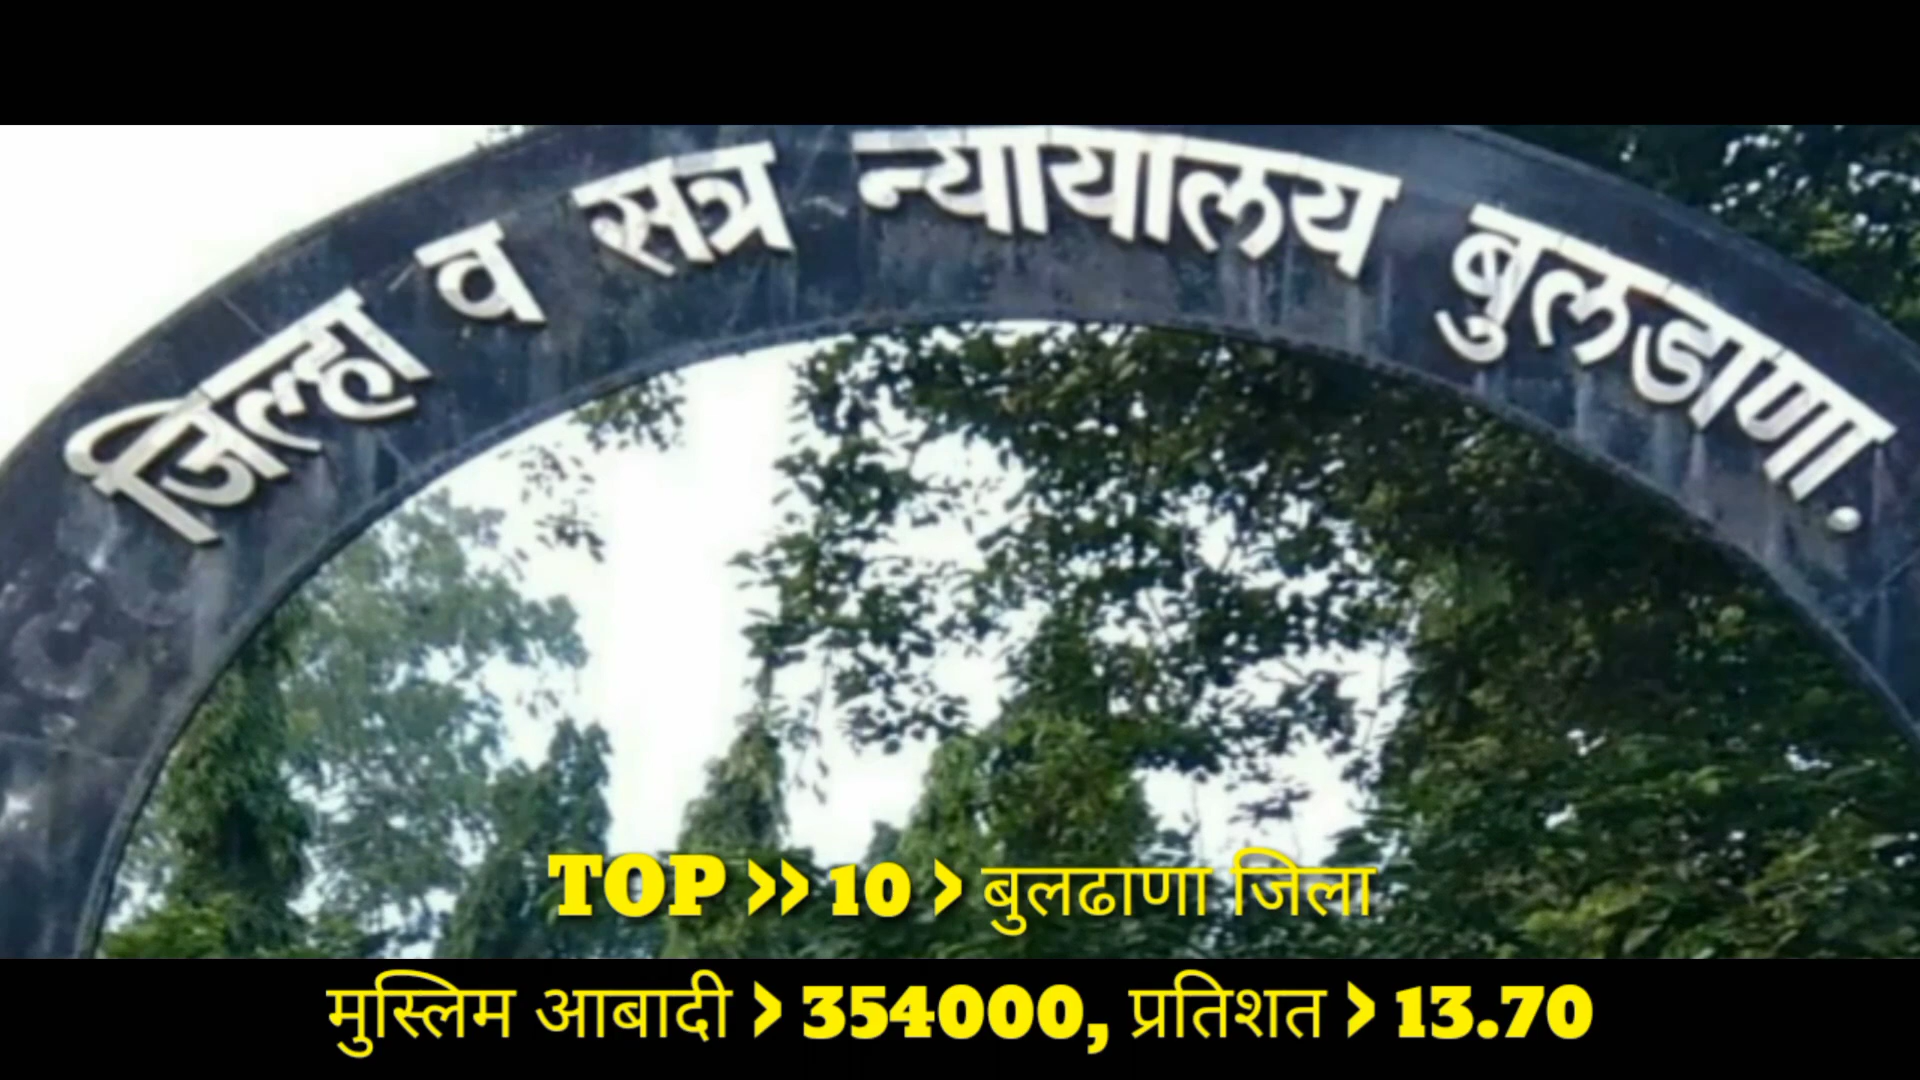 जिल्हा व सत्र न्यायालय बुलडाणा.
TOP >> 10 > बुलढाणा जिला
मुस्लिम आबादी > 354000, प्रतिशत > 13.70